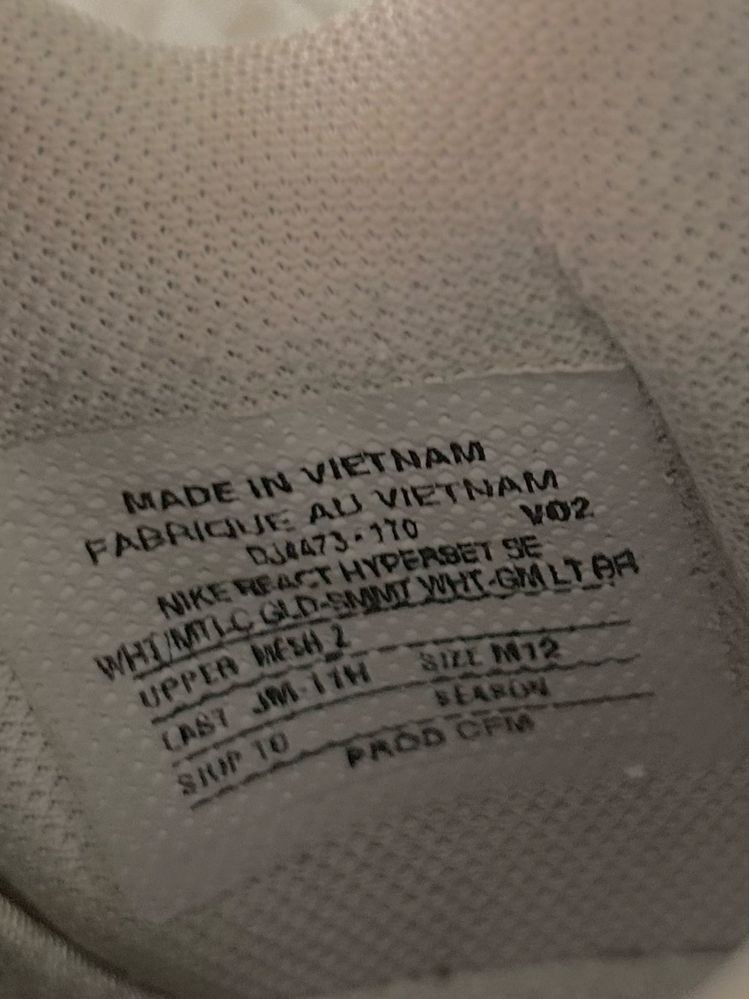 MADE IN VIETNAM
FABRIQUE AU VIETNAM
DJ4473-170 V02
NIKE REACT HYPERSET SE
WHT/MTLC GLD-SMMT WHT-GM LT BR
UPPER MESH 2
LAST JM-11H SIZE M12
SHIP TO SEASON
PROD CFM